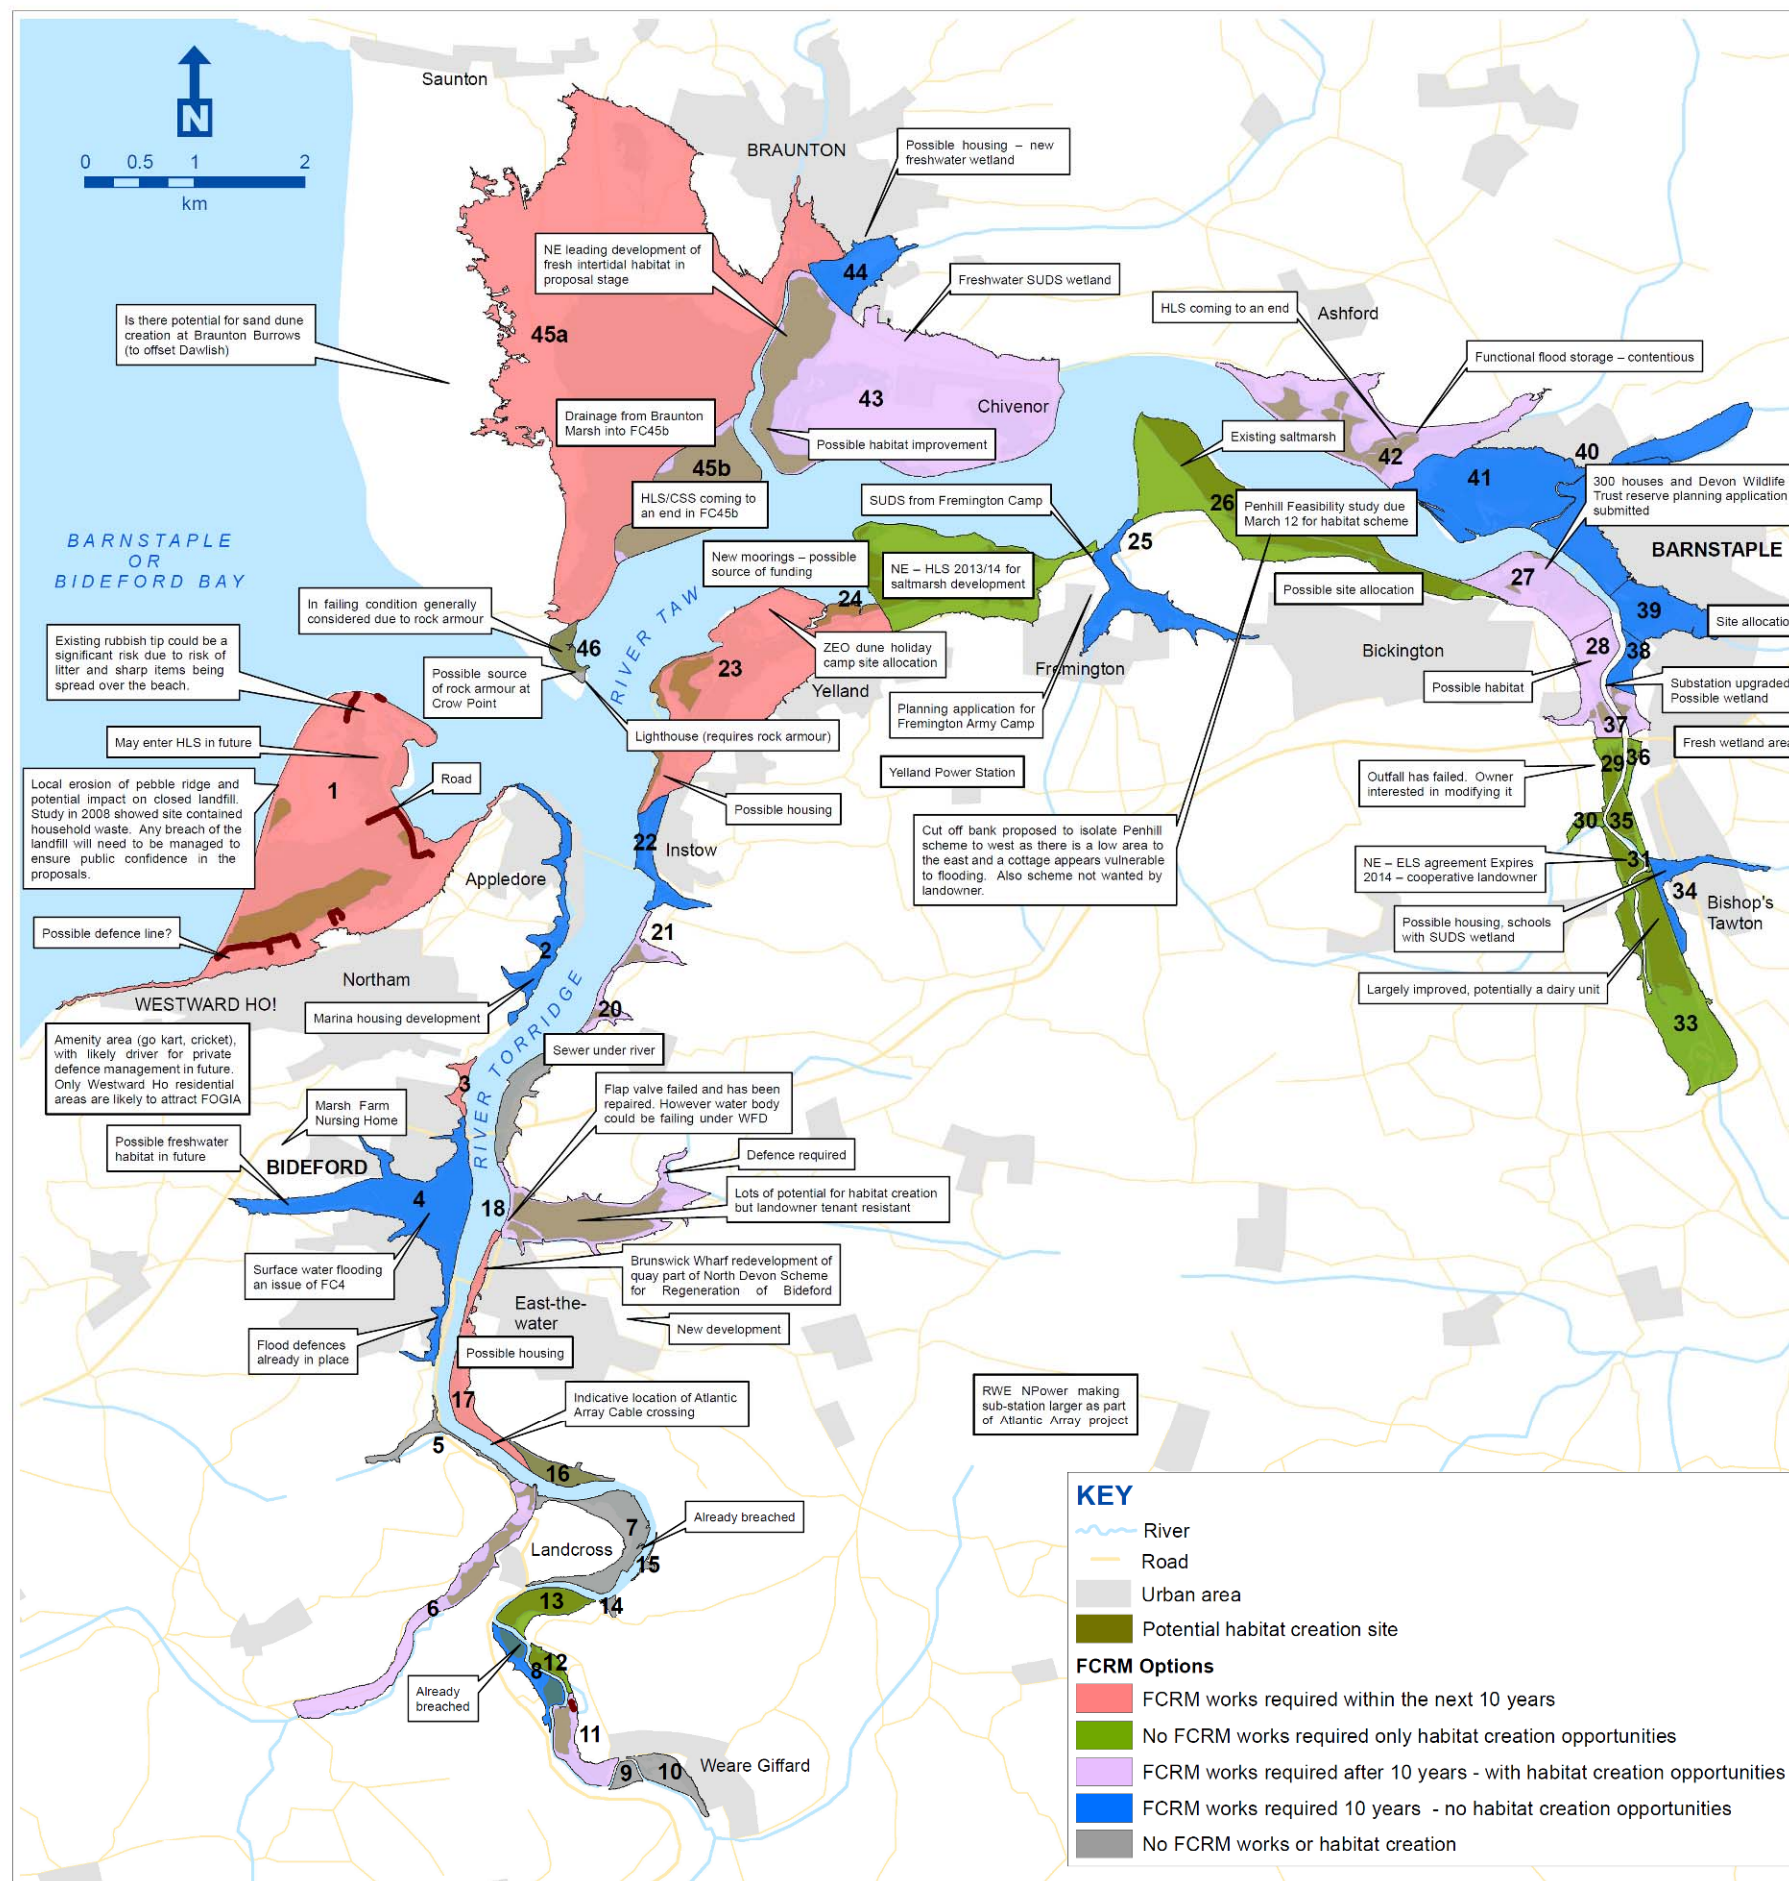 Saunton
N
0 0.5 1 2
km
BRAUNTON
Possible housing – new
freshwater wetland
NE leading development of
fresh intertidal habitat in
proposal stage
44
Freshwater SUDS wetland
HLS coming to an end
Ashford
Is there potential for sand dune
creation at Braunton Burrows
(to offset Dawlish)
45a
Functional flood storage – contentious
43
Chivenor
Drainage from Braunton
Marsh into FC45b
Possible habitat improvement
Existing saltmarsh
45b
42
40
41
HLS/CSS coming to
an end in FC45b
SUDS from Fremington Camp
26
Penhill Feasibility study due
March 12 for habitat scheme
300 houses and Devon Wildlife
Trust reserve planning application
submitted
BARNSTAPLE
OR
BIDEFORD BAY
25
BARNSTAPLE
New moorings – possible
source of funding
NE – HLS 2013/14 for
saltmarsh development
27
Possible site allocation
24
39
Site allocatio
In failing condition generally
considered due to rock armour
RIVER TAW
46
ZEO dune holiday
camp site allocation
Existing rubbish tip could be a
significant risk due to risk of
litter and sharp items being
spread over the beach.
23
Yelland
Fremington
Bickington
28
38
Possible source
of rock armour at
Crow Point
Possible habitat
Substation upgraded
Possible wetland
Planning application for
Fremington Army Camp
37
Lighthouse (requires rock armour)
May enter HLS in future
Fresh wetland area
Yelland Power Station
29
36
Road
Local erosion of pebble ridge and
potential impact on closed landfill.
Study in 2008 showed site contained
household waste. Any breach of the
landfill will need to be managed to
ensure public confidence in the
proposals.
1
Outfall has failed. Owner
interested in modifying it
Possible housing
30
35
Cut off bank proposed to isolate Penhill
scheme to west as there is a low area to
the east and a cottage appears vulnerable
to flooding. Also scheme not wanted by
landowner.
22
Instow
31
NE – ELS agreement Expires
2014 – cooperative landowner
34
Appledore
Bishop's
Tawton
Possible housing, schools
with SUDS wetland
Possible defence line?
21
2
Northam
Largely improved, potentially a dairy unit
WESTWARD HO!
Marina housing development
20
33
RIVER TORRIDGE
Amenity area (go kart, cricket),
with likely driver for private
defence management in future.
Only Westward Ho residential
areas are likely to attract FOGIA
Sewer under river
3
Flap valve failed and has been
repaired. However water body
could be failing under WFD
Marsh Farm
Nursing Home
Possible freshwater
habitat in future
Defence required
BIDEFORD
4
18
Lots of potential for habitat creation
but landowner tenant resistant
Surface water flooding
an issue of FC4
Brunswick Wharf redevelopment of
quay part of North Devon Scheme
for Regeneration of Bideford
East-the-
water
New development
Flood defences
already in place
Possible housing
17
Indicative location of Atlantic
Array Cable crossing
RWE NPower making
sub-station larger as part
of Atlantic Array project
5
16
7
Already breached
Landcross
15
6
13
14
12
8
Already
breached
11
9
10
Weare Giffard
KEY
River
Road
Urban area
Potential habitat creation site
FCRM Options
FCRM works required within the next 10 years
No FCRM works required only habitat creation opportunities
FCRM works required after 10 years - with habitat creation opportunities
FCRM works required 10 years - no habitat creation opportunities
No FCRM works or habitat creation